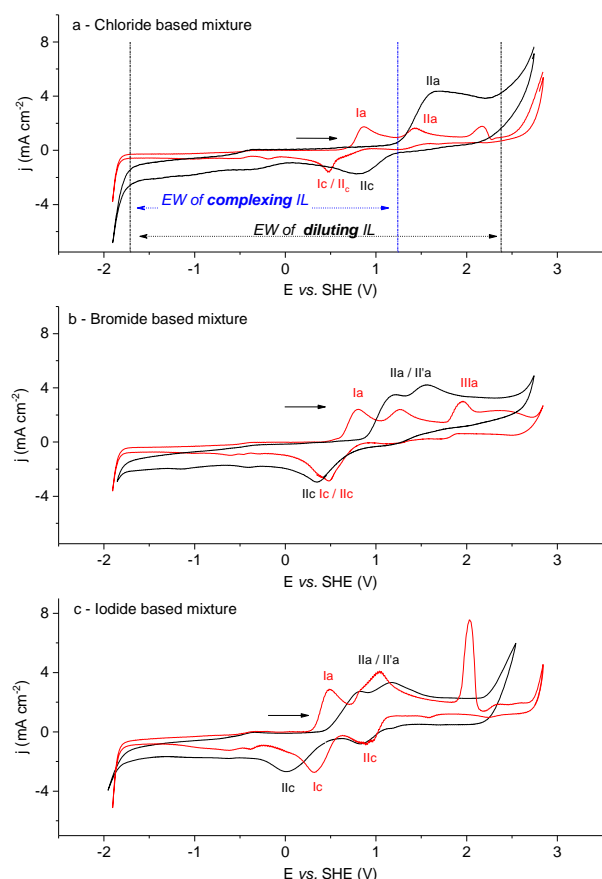 a - Chloride based mixture
8
4
0
-4
j (mA cm-2)
Ia
IIa
IIa
Ic / IIc
IIc
EW of complexing IL
EW of diluting IL
-2 -1 0 1 2 3
E vs. SHE (V)
b - Bromide based mixture
8
4
0
-4
j (mA cm-2)
Ia
IIa / II'a
IIIa
IIc Ic / IIc
-2 -1 0 1 2 3
E vs. SHE (V)
c - Iodide based mixture
8
4
0
-4
j (mA cm-2)
Ia
IIa / II'a
IIc
Ic
IIc
-2 -1 0 1 2 3
E vs. SHE (V)